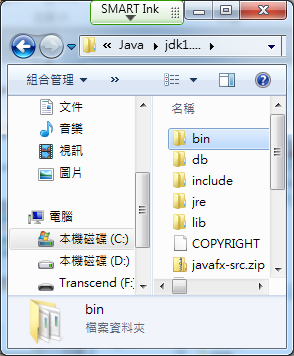 SMART Ink
« Java ▸ jdk1....
組合管理 ▾ »
文件
音樂
視訊
圖片
電腦
本機磁碟 (C:)
本機磁碟 (D:)
Transcend (F:)
名稱
bin
db
include
jre
lib
COPYRIGHT
javafx-src.zip
bin
檔案資料夾